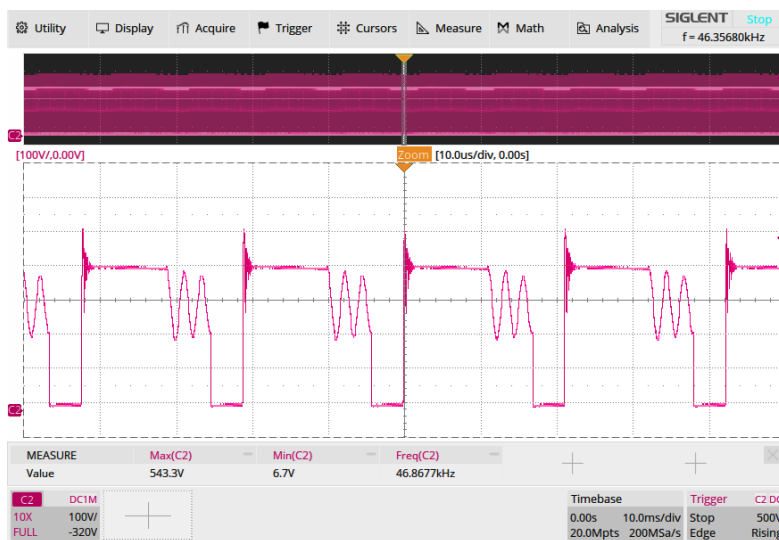 Utility Display Acquire Trigger Cursors Measure Math Analysis SIGLENT Stop
f = 46.35680kHz
C2
[100V/,0.00V] Zoom [10.0us/div, 0.00s]
C2
MEASURE Max(C2) Min(C2) Freq(C2)
Value 543.3V 6.7V 46.8677kHz
C2 DC1M Timebase Trigger C2 DC
10X 100V/ 0.00s 10.0ms/div Stop 500V
FULL -320V 20.0Mpts 200MSa/s Edge Rising